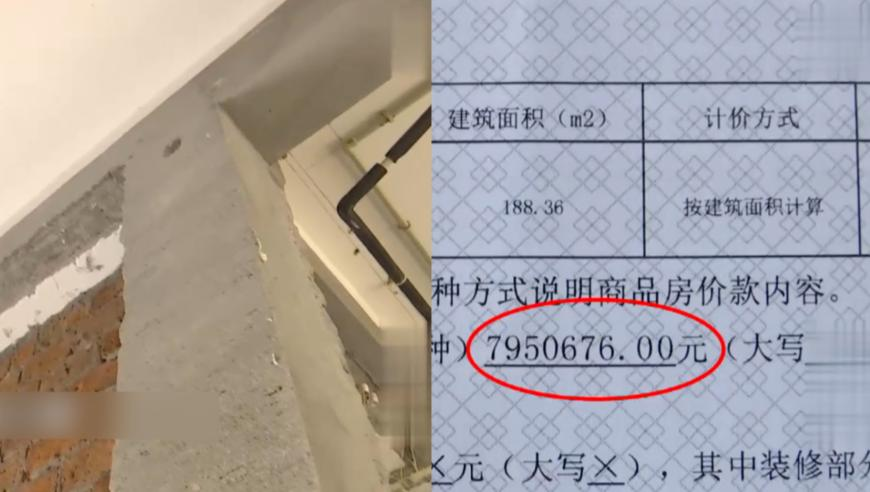 建筑面积（m2）
计价方式
188.36
按建筑面积计算
种方式说明商品房价款内容。
种）7950676.00元（大写
×元（大写×），其中装修部分